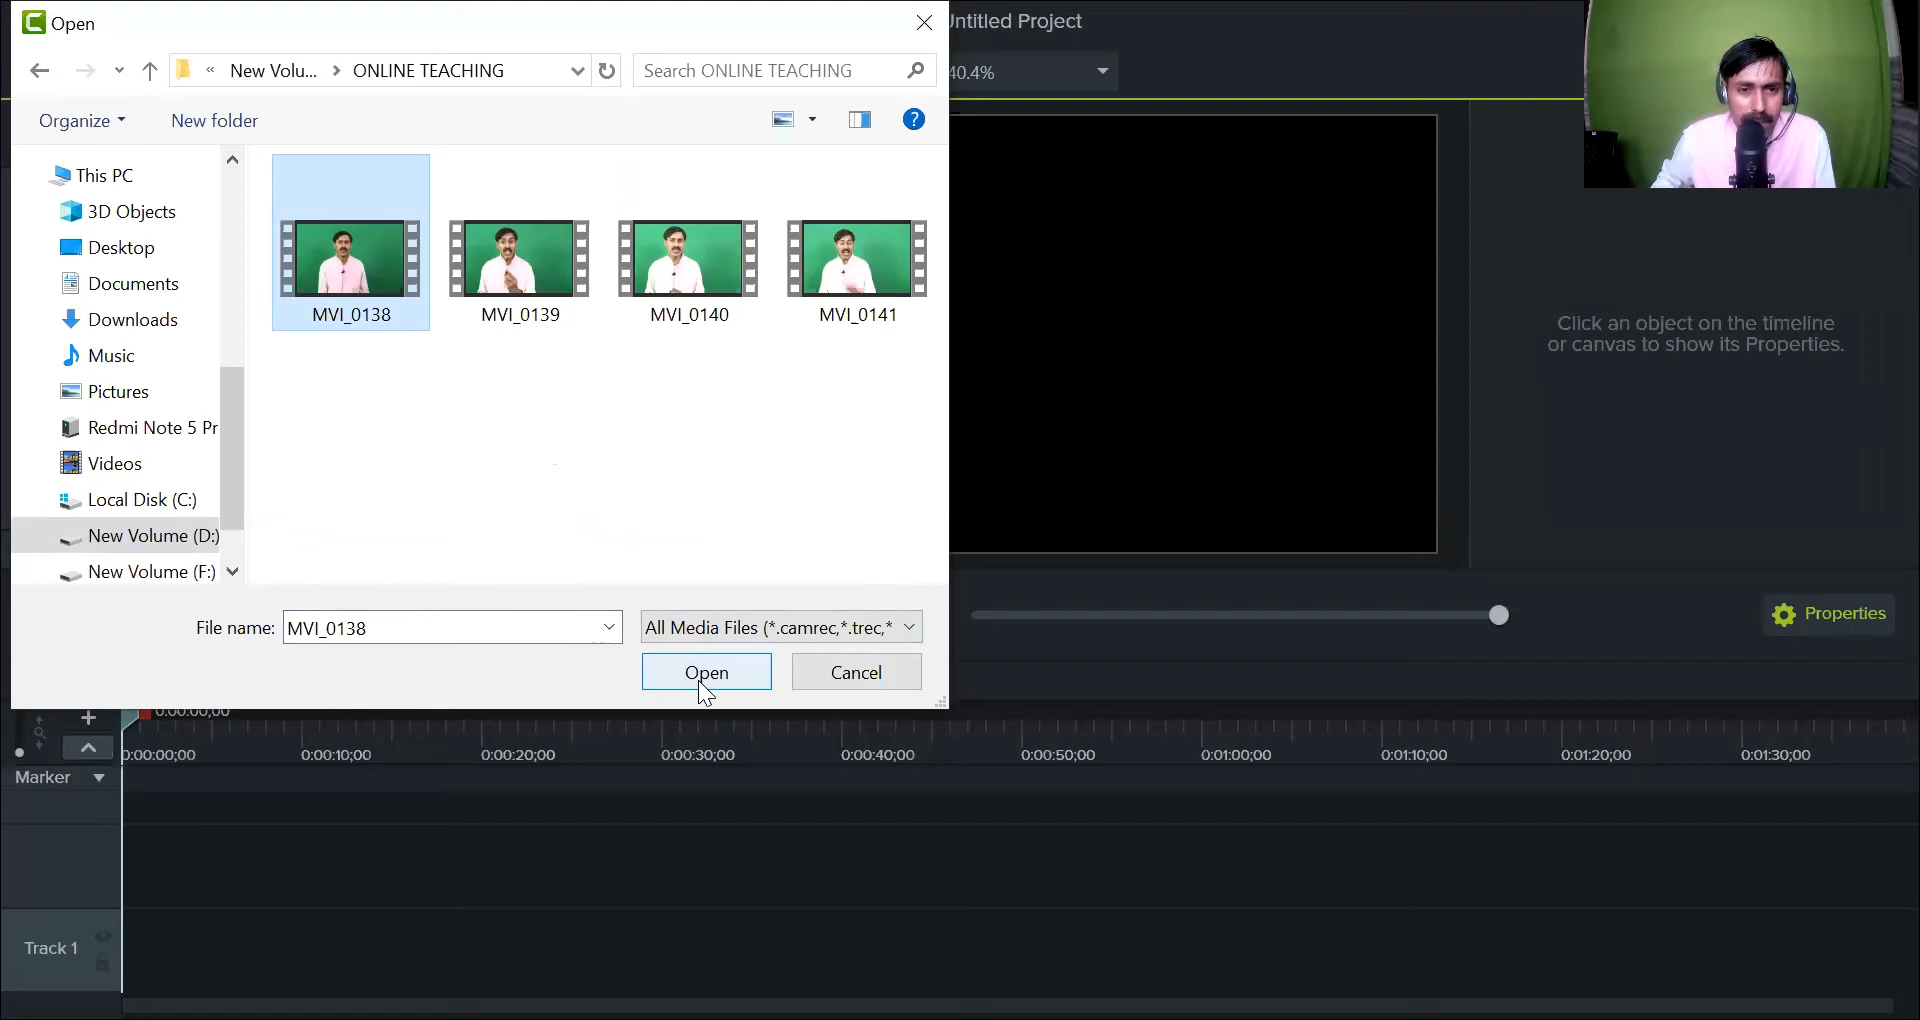 Open
Untitled Project
« New Volu... > ONLINE TEACHING
Search ONLINE TEACHING
40.4%
Organize
New folder
?
This PC
3D Objects
Desktop
Documents
Downloads
Music
Pictures
Redmi Note 5 Pr
Videos
Local Disk (C:)
New Volume (D:)
New Volume (F:)
MVI_0138
MVI_0139
MVI_0140
MVI_0141
Click an object on the timeline
or canvas to show its Properties.
File name:
MVI_0138
All Media Files (*.camrec,*.trec,*
Open
Cancel
Properties
0:00:00;00
0:00:00;00
0:00:10;00
0:00:20;00
0:00:30;00
0:00:40;00
0:00:50;00
0:01:00;00
0:01:10;00
0:01:20;00
0:01:30;00
Marker
Track 1